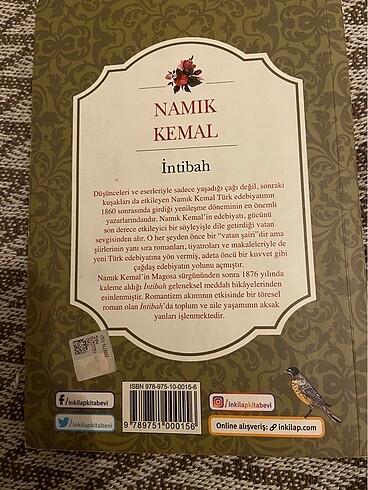 NAMIK
KEMAL
İntibah
Düşünceleri ve eserleriyle sadece yaşadığı çağı değil, sonraki
kuşakları da etkileyen Namık Kemal Türk edebiyatının
1860 sonrasında girdiği yenileşme döneminin en önemli
yazarlarındandır. Namık Kemal'in edebiyatı, gücünü
son derece etkileyici bir söyleyişle dile getirdiği vatan
sevgisinden alır. O her şeyden önce bir "vatan şairi"dir ama
şiirlerinin yanı sıra romanları, tiyatroları ve makaleleriyle de
yeni Türk edebiyatına yön vermiş, adeta öncü bir kuvvet gibi
çağdaş edebiyatın yolunu açmıştır.
Namık Kemal'in Magosa sürgününden sonra 1876 yılında
kaleme aldığı İntibah geleneksel meddah hikâyelerinden
esinlenmiştir. Romantizm akımının etkisinde bir töresel
roman olan İntibah'da toplum ve aile yaşamının aksak
yanları işlenmektedir.
ISBN 978-975-10-0015-6
9 789751 000156
/inkilapkitabevi
/inkilapkitabevi
/inkilapkitabevi
Online alışveriş: inkilap.com